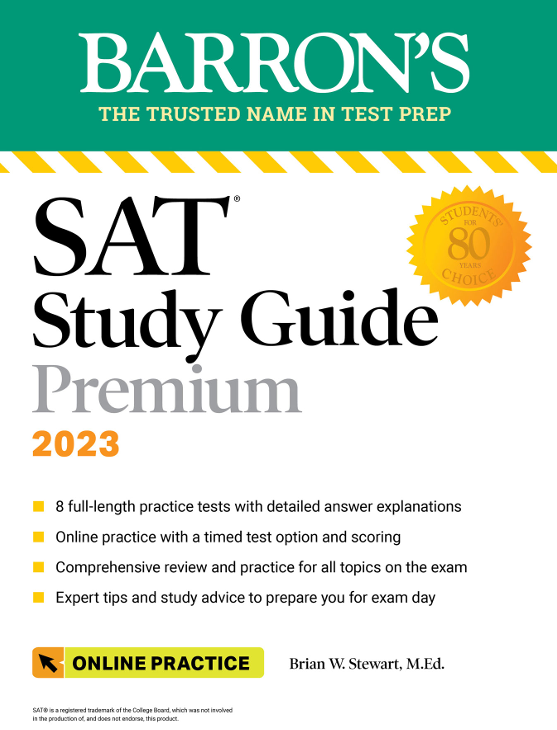 BARRON'S
THE TRUSTED NAME IN TEST PREP
SAT®
STUDENTS'
FOR
80
YEARS
CHOICE
Study Guide
Premium
2023
8 full-length practice tests with detailed answer explanations
Online practice with a timed test option and scoring
Comprehensive review and practice for all topics on the exam
Expert tips and study advice to prepare you for exam day
ONLINE PRACTICE
Brian W. Stewart, M.Ed.
SAT® is a registered trademark of the College Board, which was not involved
in the production of, and does not endorse, this product.